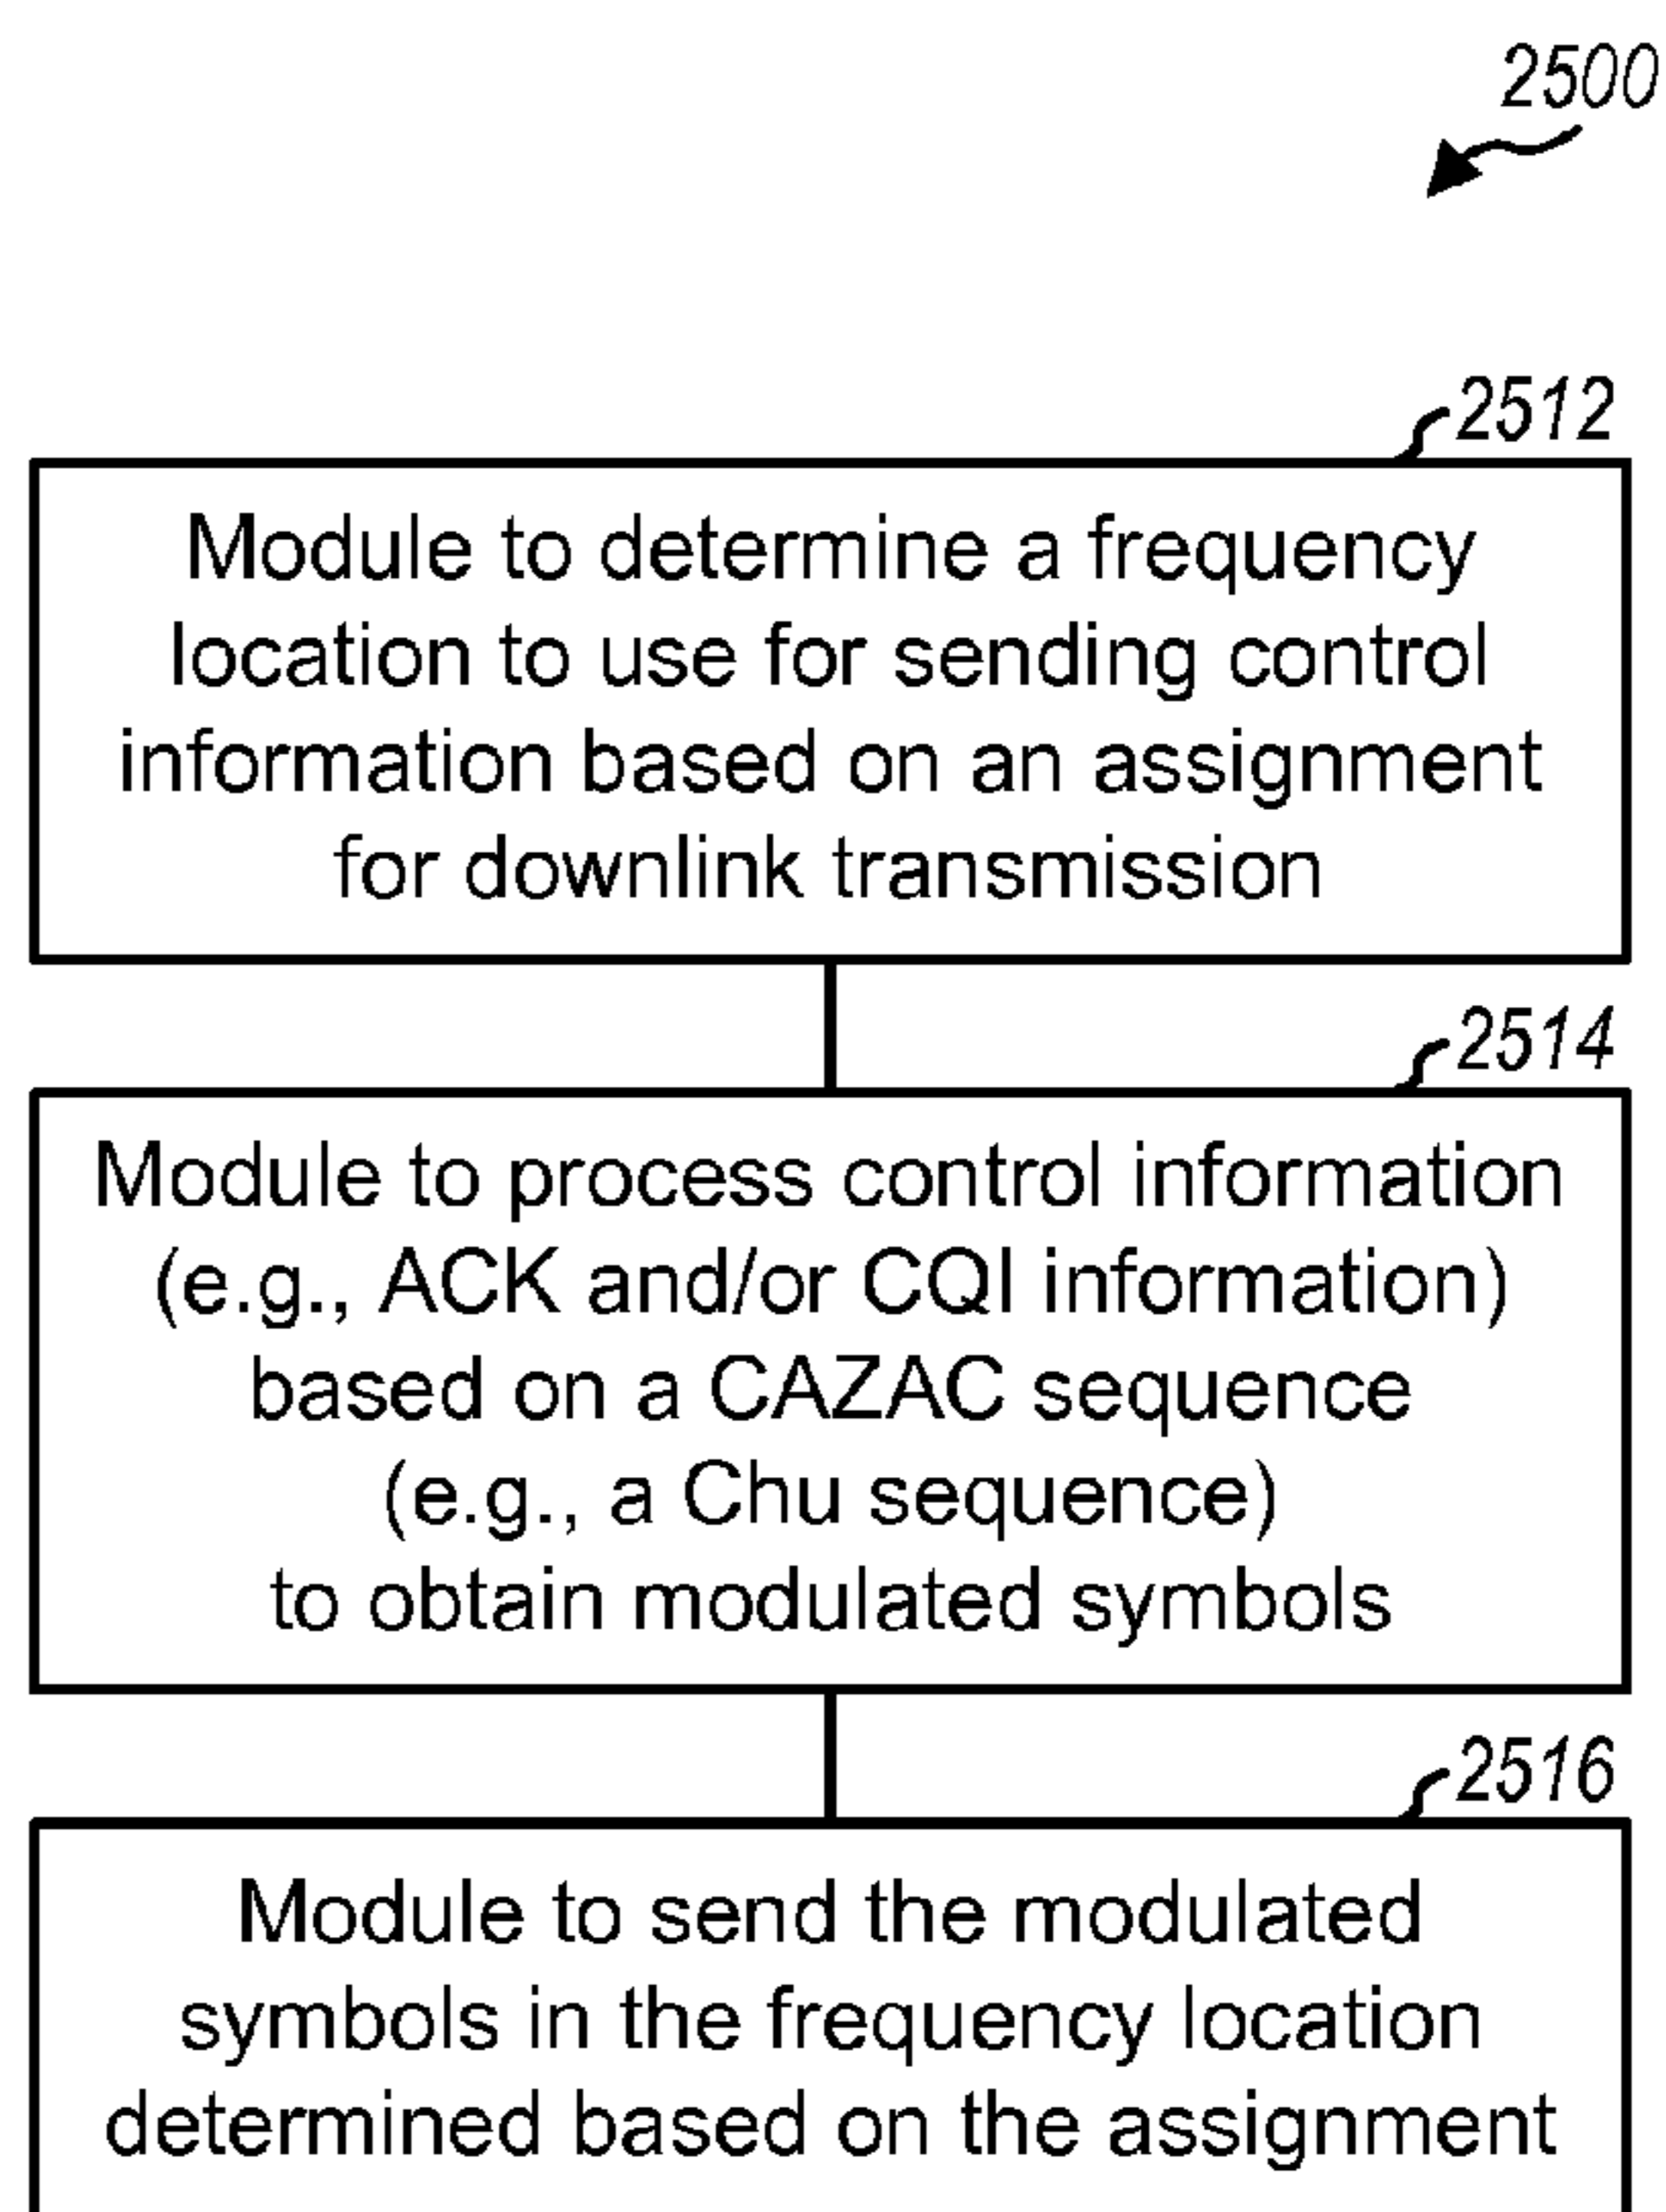 2500
2512
Module to determine a frequency
location to use for sending control
information based on an assignment
for downlink transmission
2514
Module to process control information
(e.g., ACK and/or CQI information)
based on a CAZAC sequence
(e.g., a Chu sequence)
to obtain modulated symbols
2516
Module to send the modulated
symbols in the frequency location
determined based on the assignment